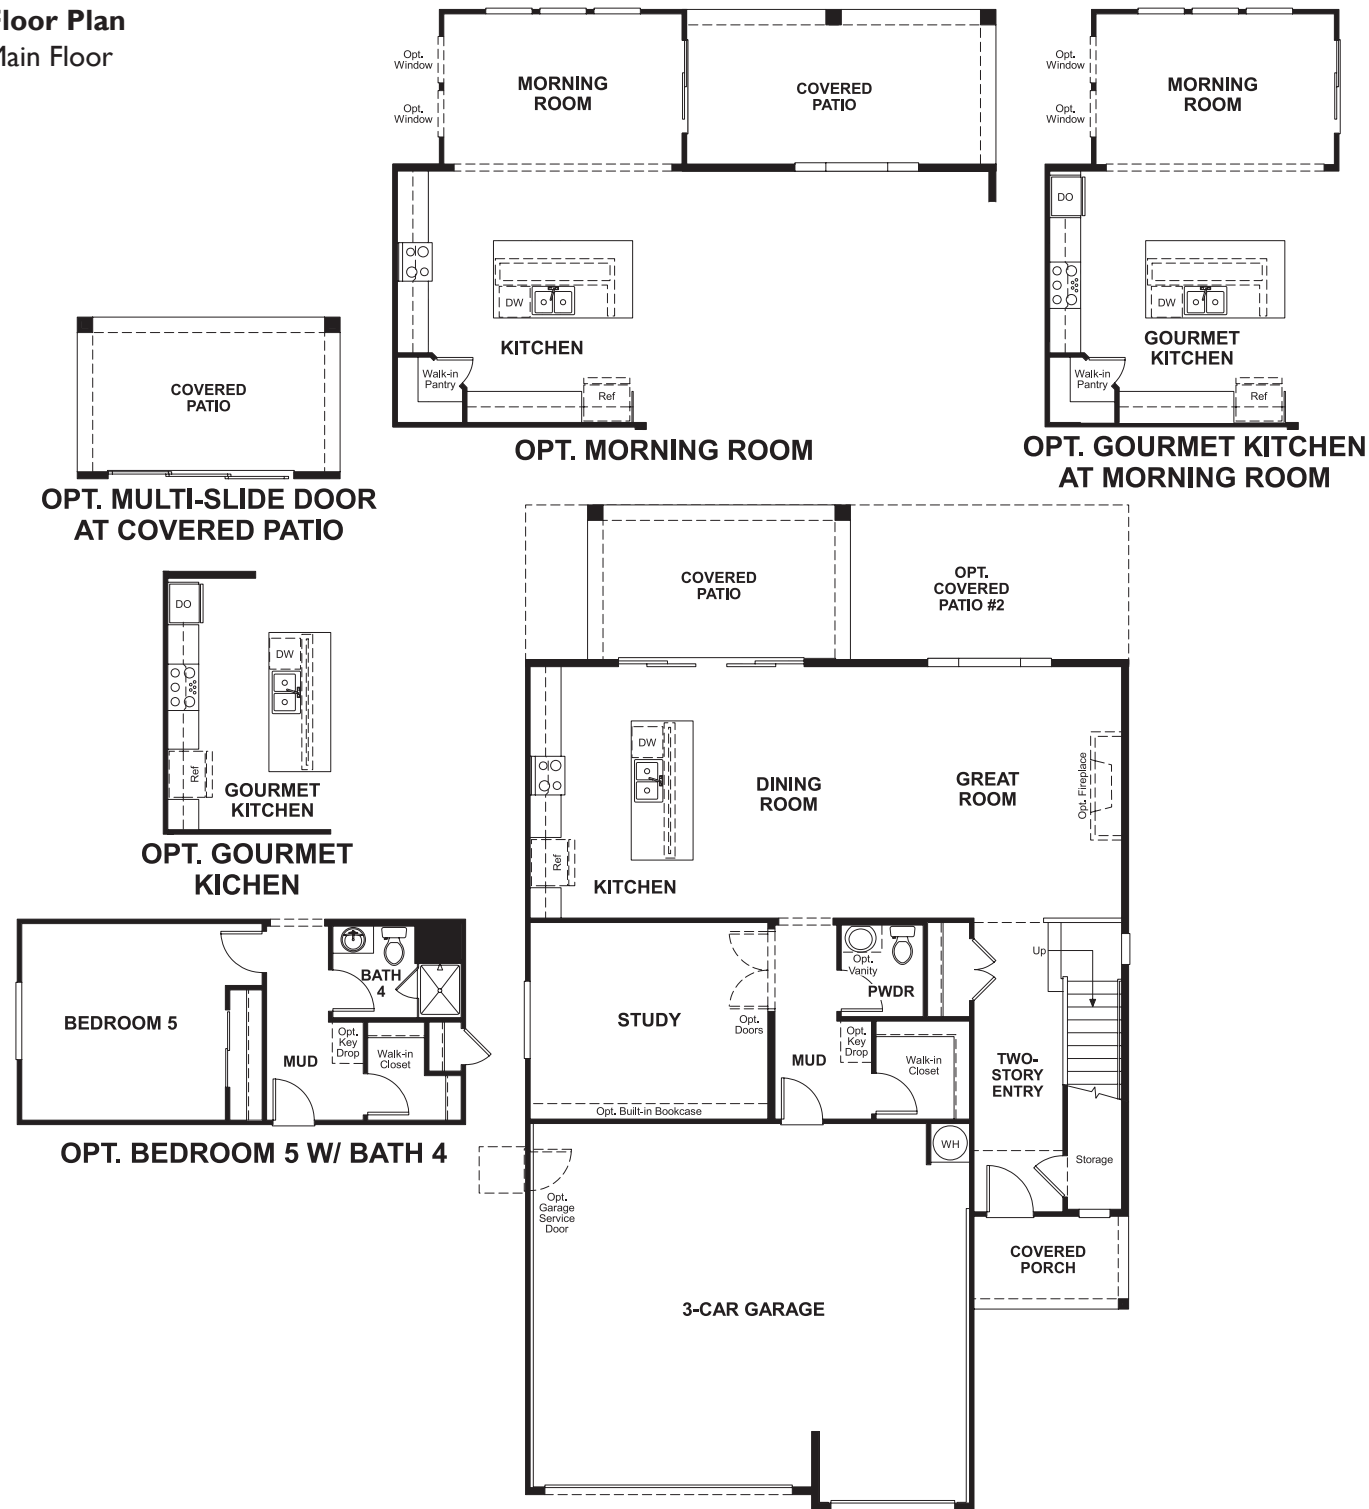 Floor Plan
Main Floor
Opt.
Window
Opt.
Window
MORNING
ROOM
COVERED
PATIO
DW
KITCHEN
Walk-in
Pantry
Ref
OPT. MORNING ROOM
Opt.
Window
Opt.
Window
MORNING
ROOM
DO
DW
GOURMET
KITCHEN
Walk-in
Pantry
Ref
OPT. GOURMET KITCHEN
AT MORNING ROOM
COVERED
PATIO
OPT. MULTI-SLIDE DOOR
AT COVERED PATIO
DO
DW
Ref
GOURMET
KITCHEN
OPT. GOURMET
KICHEN
BEDROOM 5
BATH
4
MUD
Opt.
Key
Drop
Walk-in
Closet
OPT. BEDROOM 5 W/ BATH 4
COVERED
PATIO
OPT.
COVERED
PATIO #2
DW
Ref
KITCHEN
DINING
ROOM
GREAT
ROOM
Opt. Fireplace
STUDY
Opt.
Doors
Opt. Built-in Bookcase
MUD
Opt.
Vanity
PWDR
Opt.
Key
Drop
Walk-in
Closet
Up
TWO-
STORY
ENTRY
WH
Storage
Opt.
Garage
Service
Door
COVERED
PORCH
3-CAR GARAGE